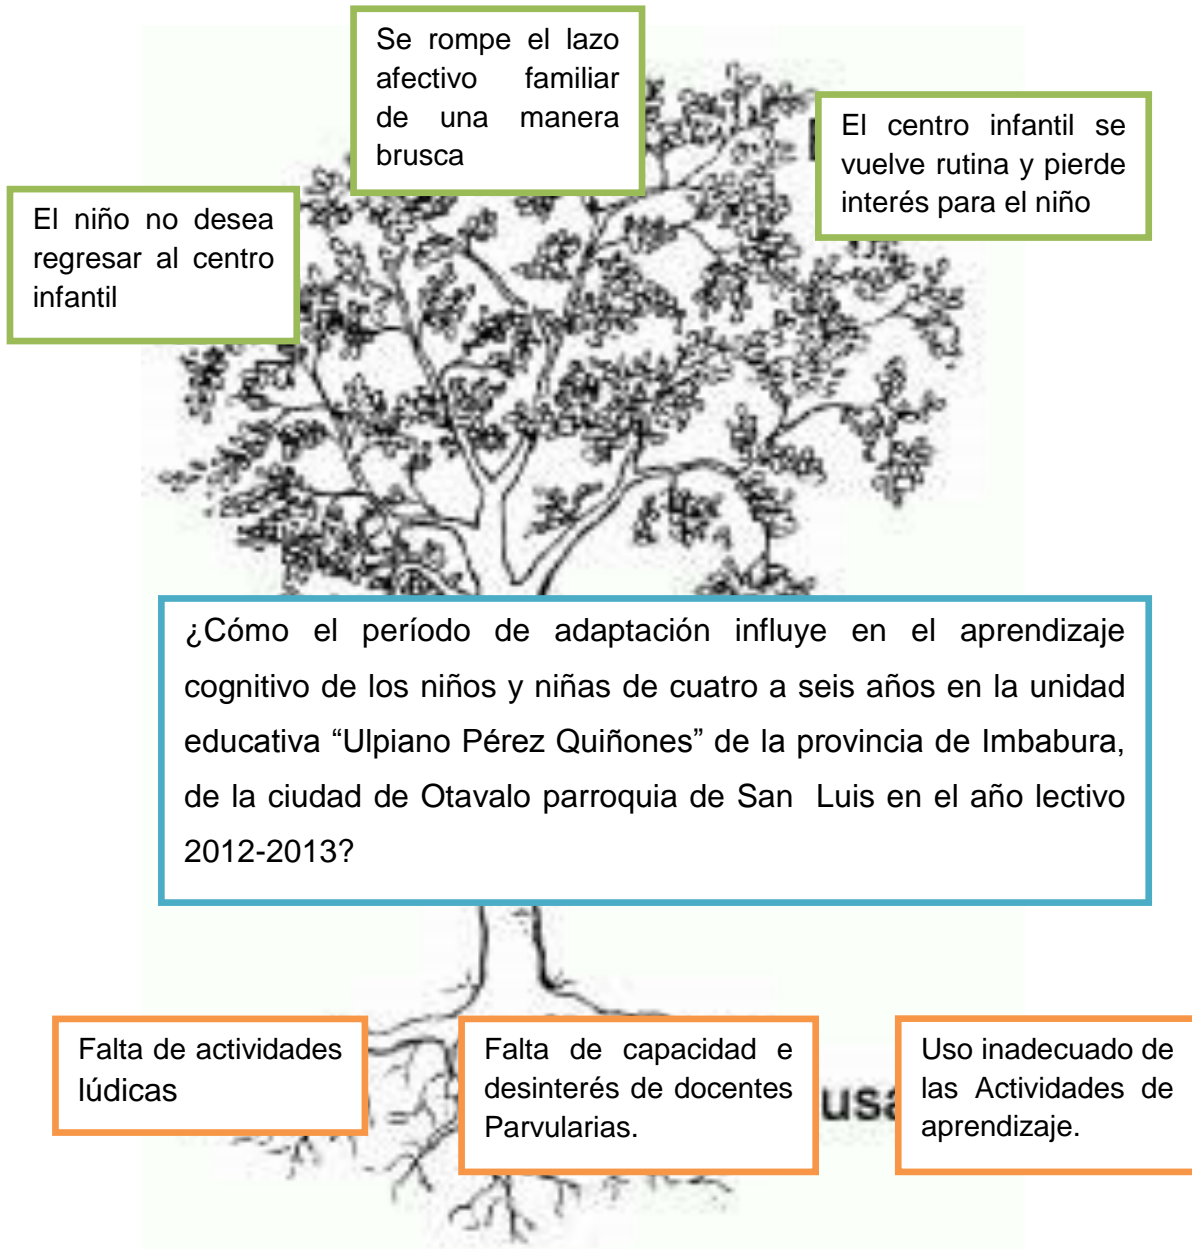 Se rompe el lazo
afectivo familiar
de una manera
brusca
El centro infantil se
vuelve rutina y pierde
interés para el niño
El niño no desea
regresar al centro
infantil
¿Cómo el período de adaptación influye en el aprendizaje
cognitivo de los niños y niñas de cuatro a seis años en la unidad
educativa “Ulpiano Pérez Quiñones” de la provincia de Imbabura,
de la ciudad de Otavalo parroquia de San  Luis en el año lectivo
2012-2013?
Falta de actividades
lúdicas
Falta de capacidad e
desinterés de docentes
Parvularias.
Uso inadecuado de
las Actividades de
aprendizaje.